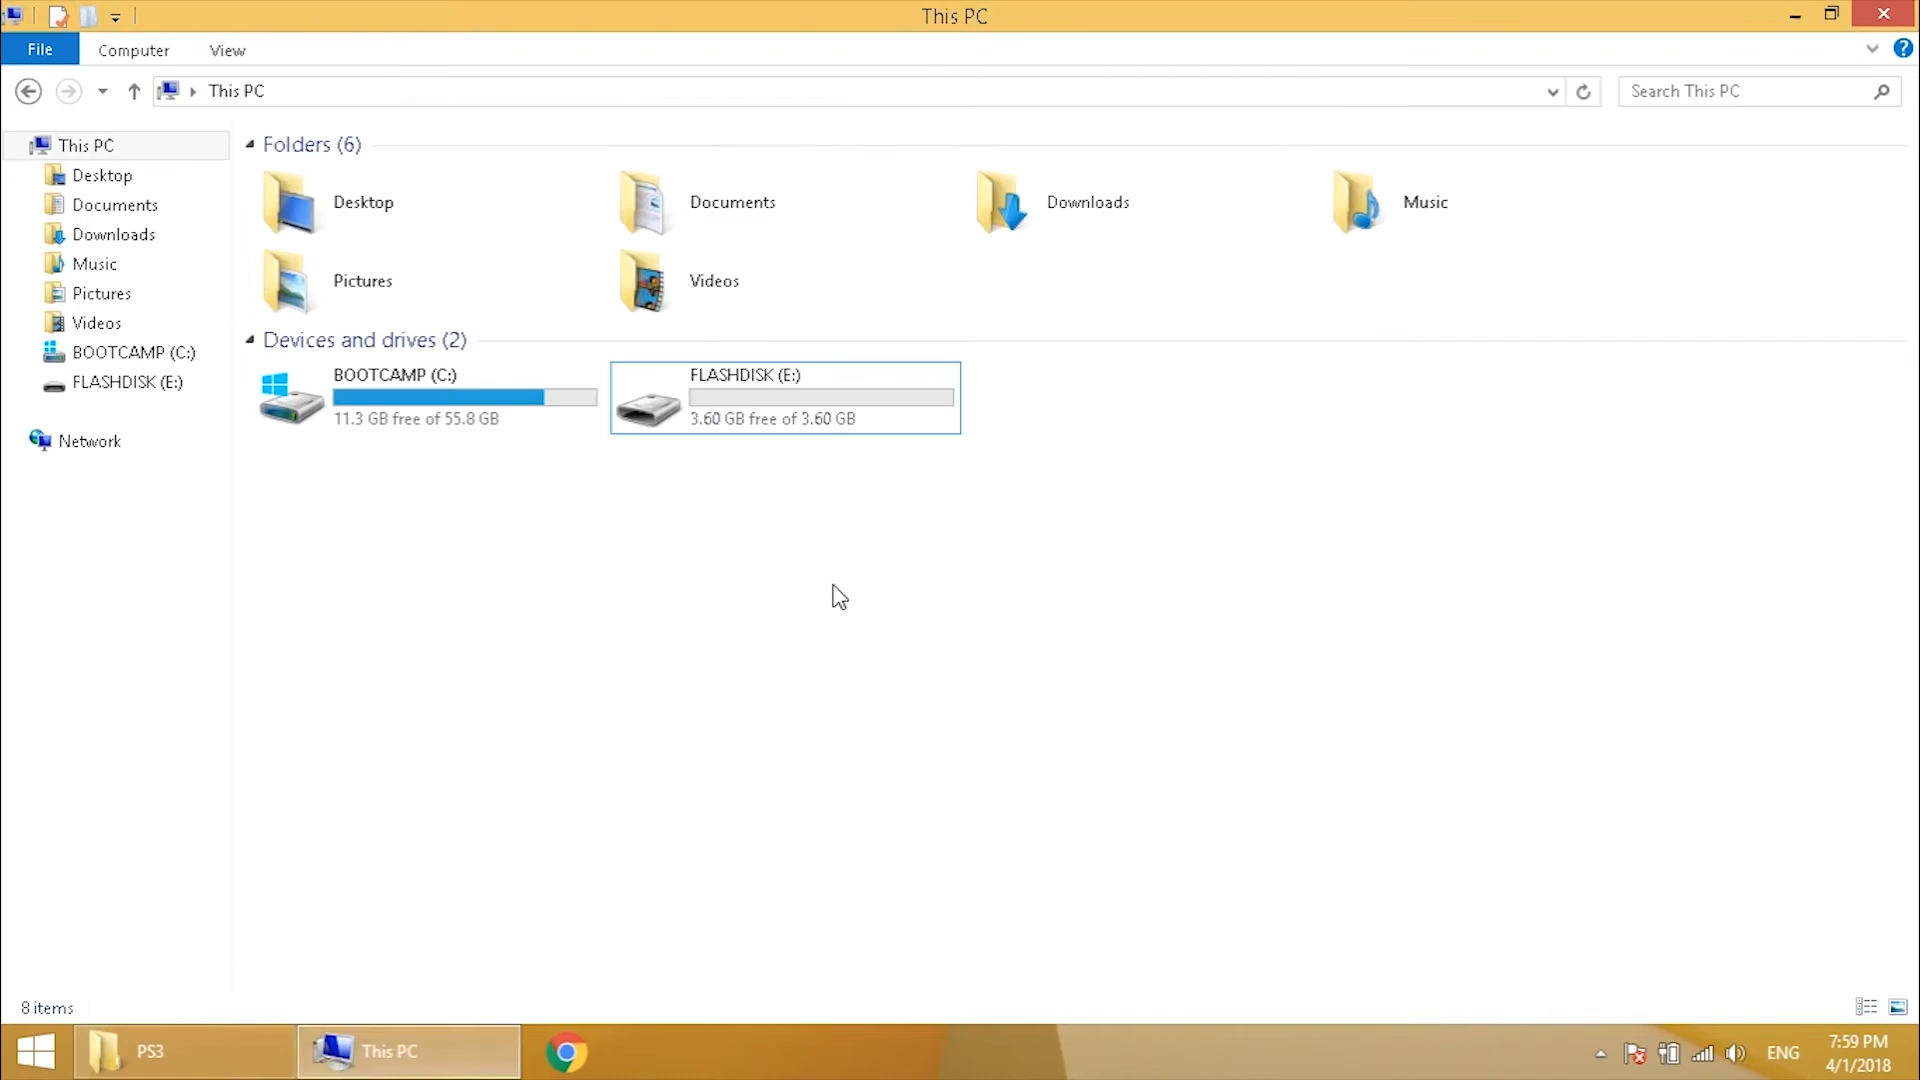 This PC
File Computer View
This PC
Search This PC
This PC
Desktop
Documents
Downloads
Music
Pictures
Videos
BOOTCAMP (C:)
FLASHDISK (E:)
Network
Folders (6)
Desktop
Documents
Downloads
Music
Pictures
Videos
Devices and drives (2)
BOOTCAMP (C:)
11.3 GB free of 55.8 GB
FLASHDISK (E:)
3.60 GB free of 3.60 GB
8 items
PS3
This PC
ENG
7:59 PM
4/1/2018